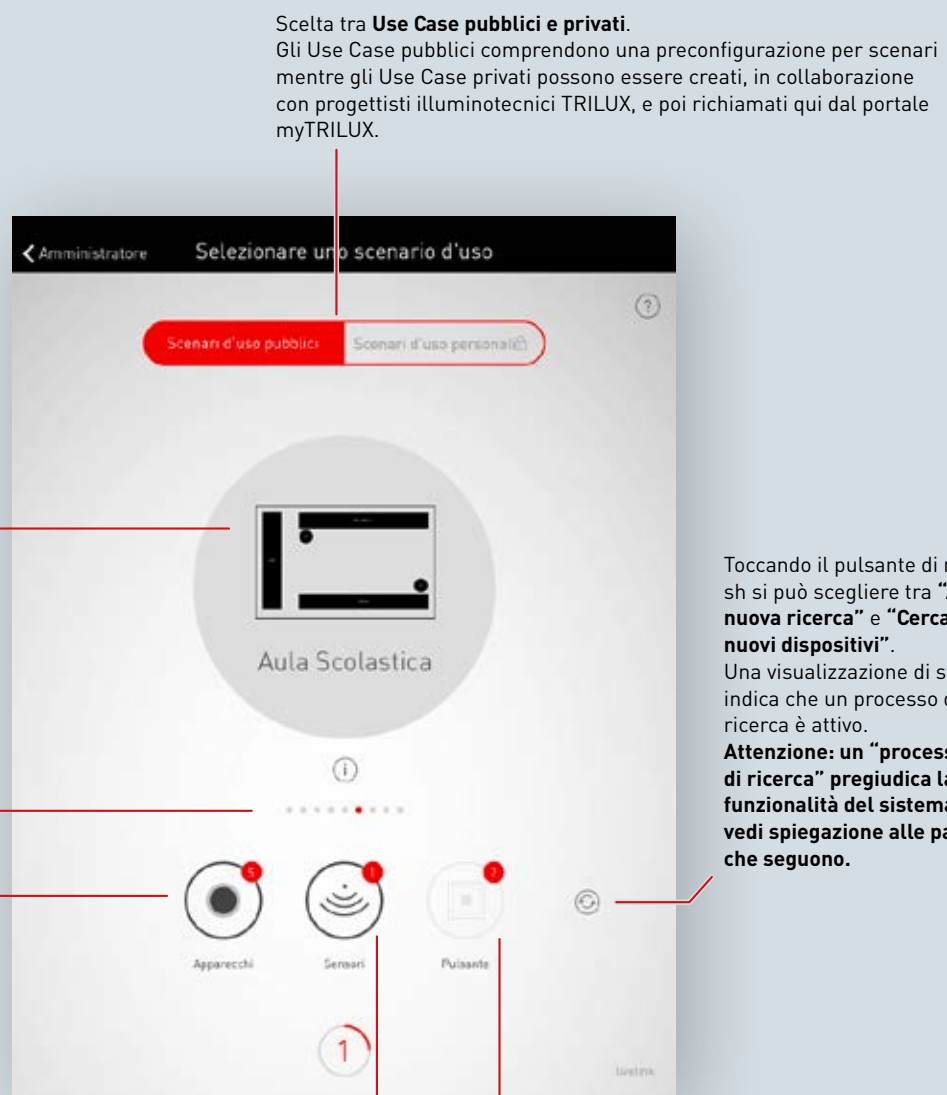 Scelta tra Use Case pubblici e privati.
Gli Use Case pubblici comprendono una preconfigurazione per scenari
mentre gli Use Case privati possono essere creati, in collaborazione
con progettisti illuminotecnici TRILUX, e poi richiamati qui dal portale
myTRILUX.
Amministratore
Selezionare uno scenario d'uso
?
Scenari d'uso pubblici
Scenari d'uso personali
Aula Scolastica
i
5
1
2
Apparecchi
Sensori
Pulsante
1
livelink
Toccando il pulsante di
sh si può scegliere tra
nuova ricerca” e “Cerca
nuovi dispositivi”.
Una visualizzazione di
indica che un processo
ricerca è attivo.
Attenzione: un
di ricerca” pregiudica
funzionalità del
vedi spiegazione alle
che seguono.